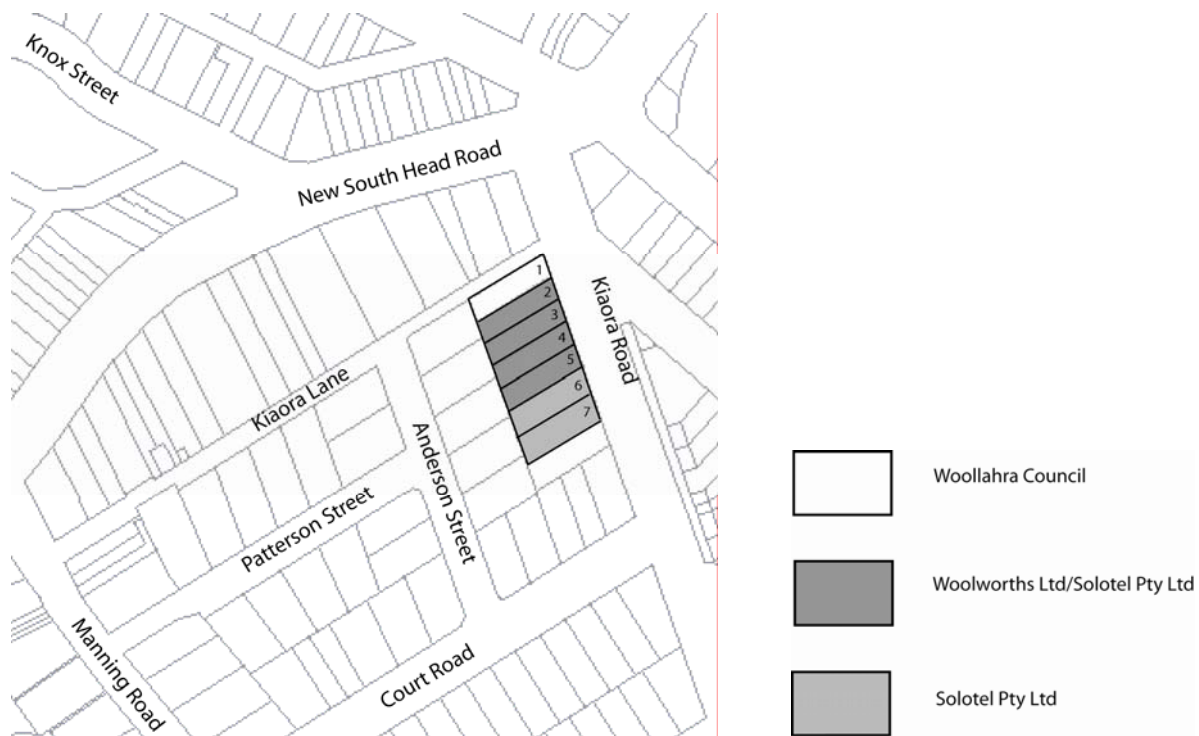 Knox Street
New South Head Road
1
2
3
4
5
6
7
Kiaora Road
Kiaora Lane
Anderson Street
Patterson Street
Manning Road
Court Road
Woollahra Council
Woolworths Ltd/Solotel Pty Ltd
Solotel Pty Ltd